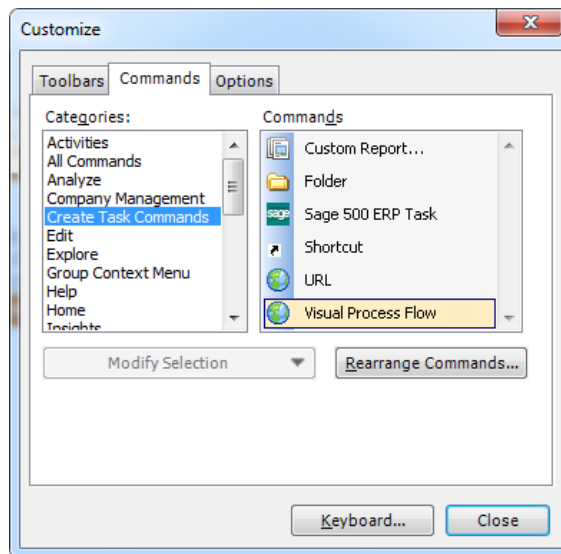 Customize
Toolbars Commands Options
Categories: Commands
Activities
All Commands
Analyze
Company Management
Create Task Commands
Edit
Explore
Group Context Menu
Help
Home
Insights
Custom Report...
Folder
sage Sage 500 ERP Task
Shortcut
URL
Visual Process Flow
Modify Selection Rearrange Commands...
Keyboard... Close